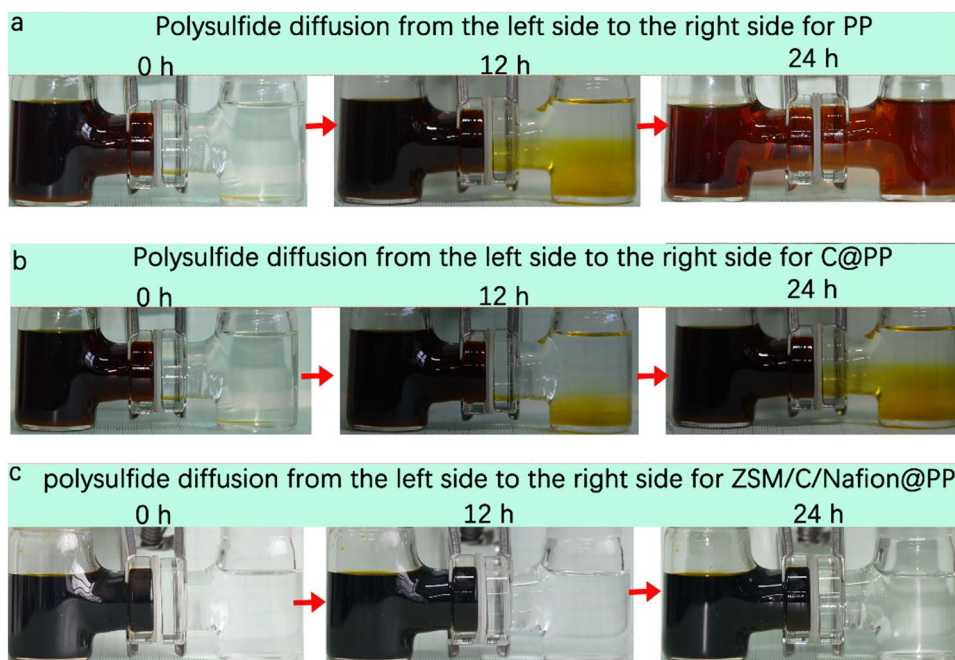 a
Polysulfide diffusion from the left side to the right side for PP
0 h 12 h 24 h
b
Polysulfide diffusion from the left side to the right side for C@PP
0 h 12 h 24 h
c polysulfide diffusion from the left side to the right side for ZSM/C/Nafion@PP
0 h 12 h 24 h